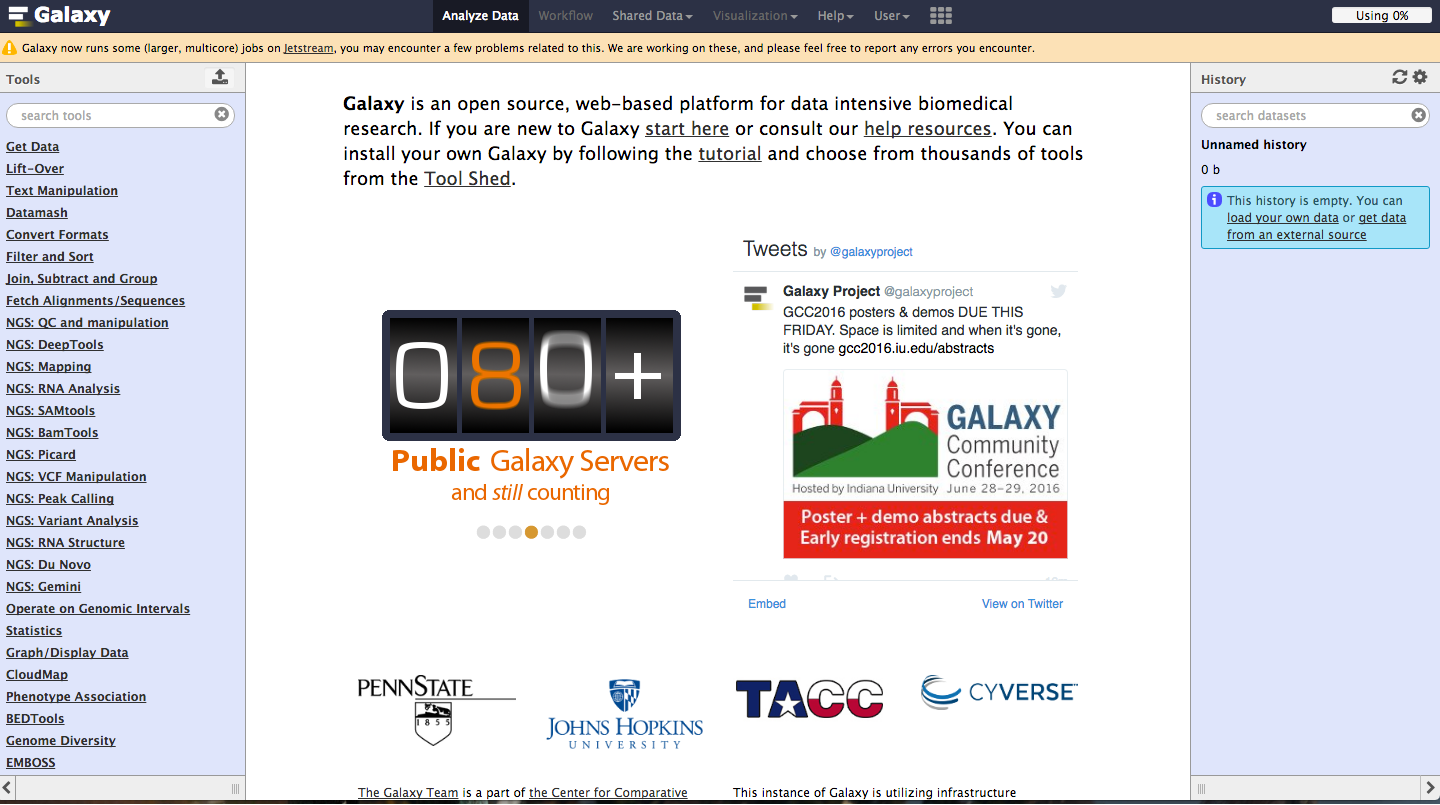 Galaxy
Analyze Data
Workflow
Shared Data
Visualization
Help
User
Using 0%
Galaxy now runs some (larger, multicore) jobs on Jetstream, you may encounter a few problems related to this. We are working on these, and please feel free to report any errors you encounter.
Tools
search tools
Get Data
Lift-Over
Text Manipulation
Datamash
Convert Formats
Filter and Sort
Join, Subtract and Group
Fetch Alignments/Sequences
NGS: QC and manipulation
NGS: DeepTools
NGS: Mapping
NGS: RNA Analysis
NGS: SAMtools
NGS: BamTools
NGS: Picard
NGS: VCF Manipulation
NGS: Peak Calling
NGS: Variant Analysis
NGS: RNA Structure
NGS: Du Novo
NGS: Gemini
Operate on Genomic Intervals
Statistics
Graph/Display Data
CloudMap
Phenotype Association
BEDTools
Genome Diversity
EMBOSS
Galaxy is an open source, web-based platform for data intensive biomedical
research. If you are new to Galaxy start here or consult our help resources. You can
install your own Galaxy by following the tutorial and choose from thousands of tools
from the Tool Shed.
080+
Public Galaxy Servers
and still counting
Tweets by @galaxyproject
Galaxy Project @galaxyproject
GCC2016 posters & demos DUE THIS
FRIDAY. Space is limited and when it's gone,
it's gone gcc2016.iu.edu/abstracts
GALAXY
Community
Conference
Hosted by Indiana University June 28-29, 2016
Poster + demo abstracts due &
Early registration ends May 20
Embed
View on Twitter
PENNSTATE
1855
JOHNS HOPKINS
UNIVERSITY
TACC
CYVERSE™
The Galaxy Team is a part of the Center for Comparative
This instance of Galaxy is utilizing infrastructure
History
search datasets
Unnamed history
0 b
This history is empty. You can
load your own data or get data
from an external source